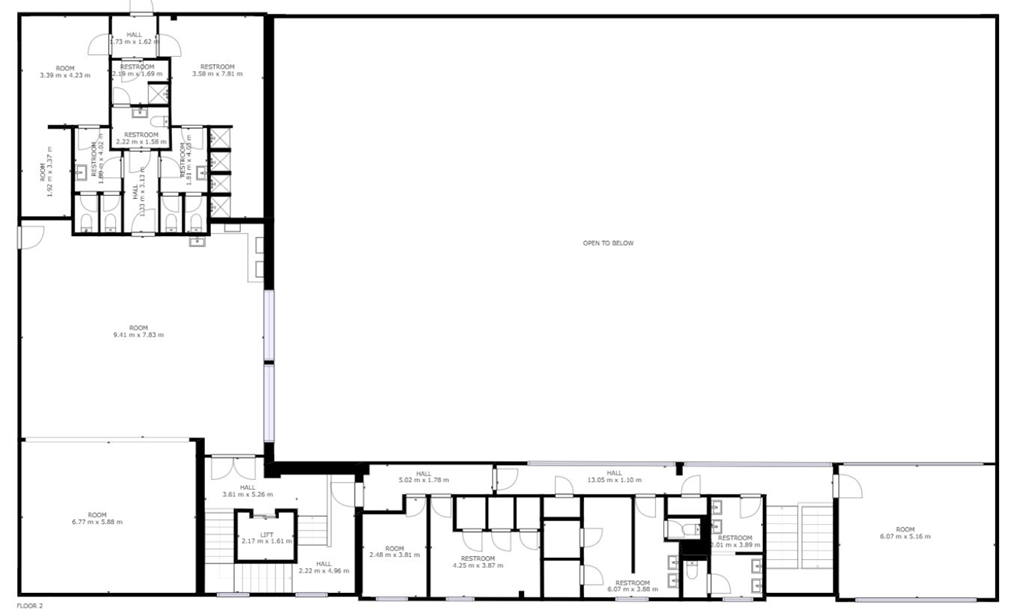 HALL
1.73 m x 1.62 m
ROOM
3.39 m x 4.23 m
RESTROOM
2.19 m x 1.69 m
RESTROOM
3.58 m x 7.81 m
RESTROOM
2.22 m x 1.58 m
ROOM
1.92 m x 3.37 m
RESTROOM
1.80 m x 4.02 m
HALL
1.33 m x 3.13 m
RESTROOM
1.81 m x 4.05 m
OPEN TO BELOW
ROOM
9.41 m x 7.83 m
HALL
5.02 m x 1.78 m
HALL
13.05 m x 1.10 m
HALL
3.61 m x 5.26 m
ROOM
6.77 m x 5.88 m
LIFT
2.17 m x 1.61 m
HALL
2.22 m x 4.96 m
ROOM
2.48 m x 3.81 m
RESTROOM
4.25 m x 3.87 m
RESTROOM
6.07 m x 3.88 m
RESTROOM
2.01 m x 3.89 m
ROOM
6.07 m x 5.16 m
FLOOR 2